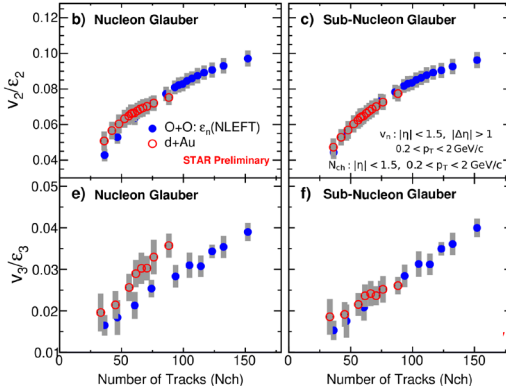 Nucleon Glauber
Sub-Nucleon Glauber
b)
c)
0.12
0.10
0.08
0.06
0.04
v2/ε2
O+O: εn(NLEFT)
d+Au
STAR Preliminary
vn : |η| < 1.5, |Δη| > 1
0.2 < pT < 2 GeV/c
Nch : |η| < 1.5, 0.2 < pT < 2 GeV/c
Nucleon Glauber
Sub-Nucleon Glauber
e)
f)
0.05
0.04
0.03
0.02
0.01
v3/ε3
0 50 100 150
0 50 100 150
Number of Tracks (Nch)
Number of Tracks (Nch)